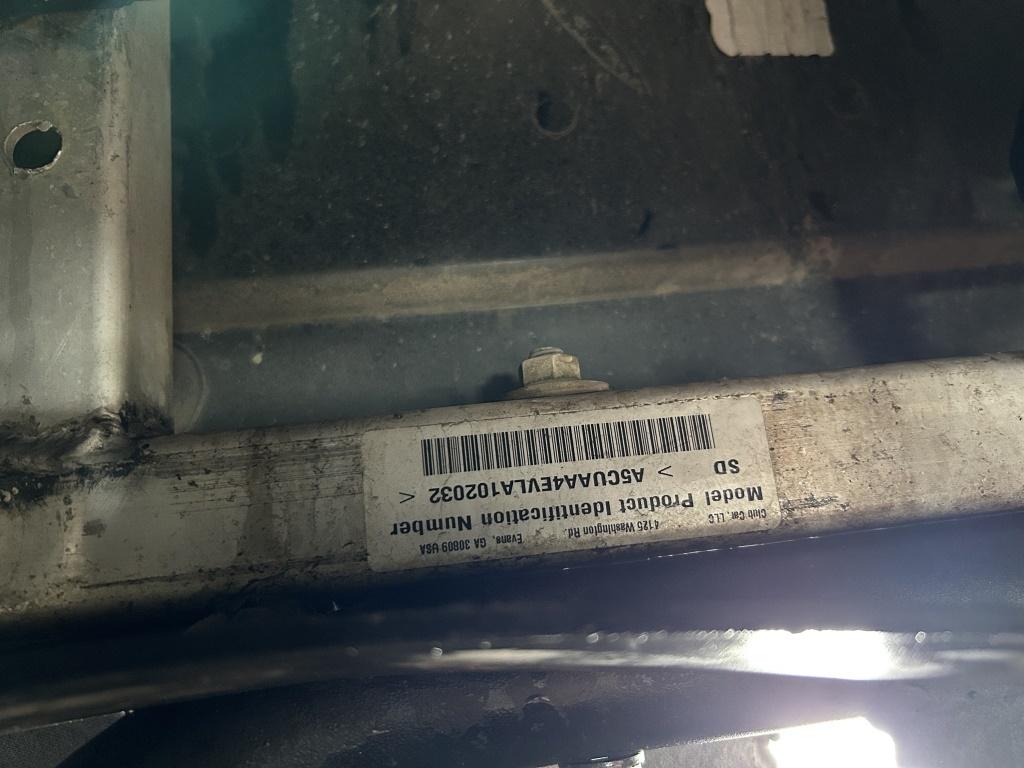 Club Car, LLC
4125 Washington Rd.
Evans, GA 30809 USA
Model Product Identification Number
SD
> A5CUAA4EVLA102032 <